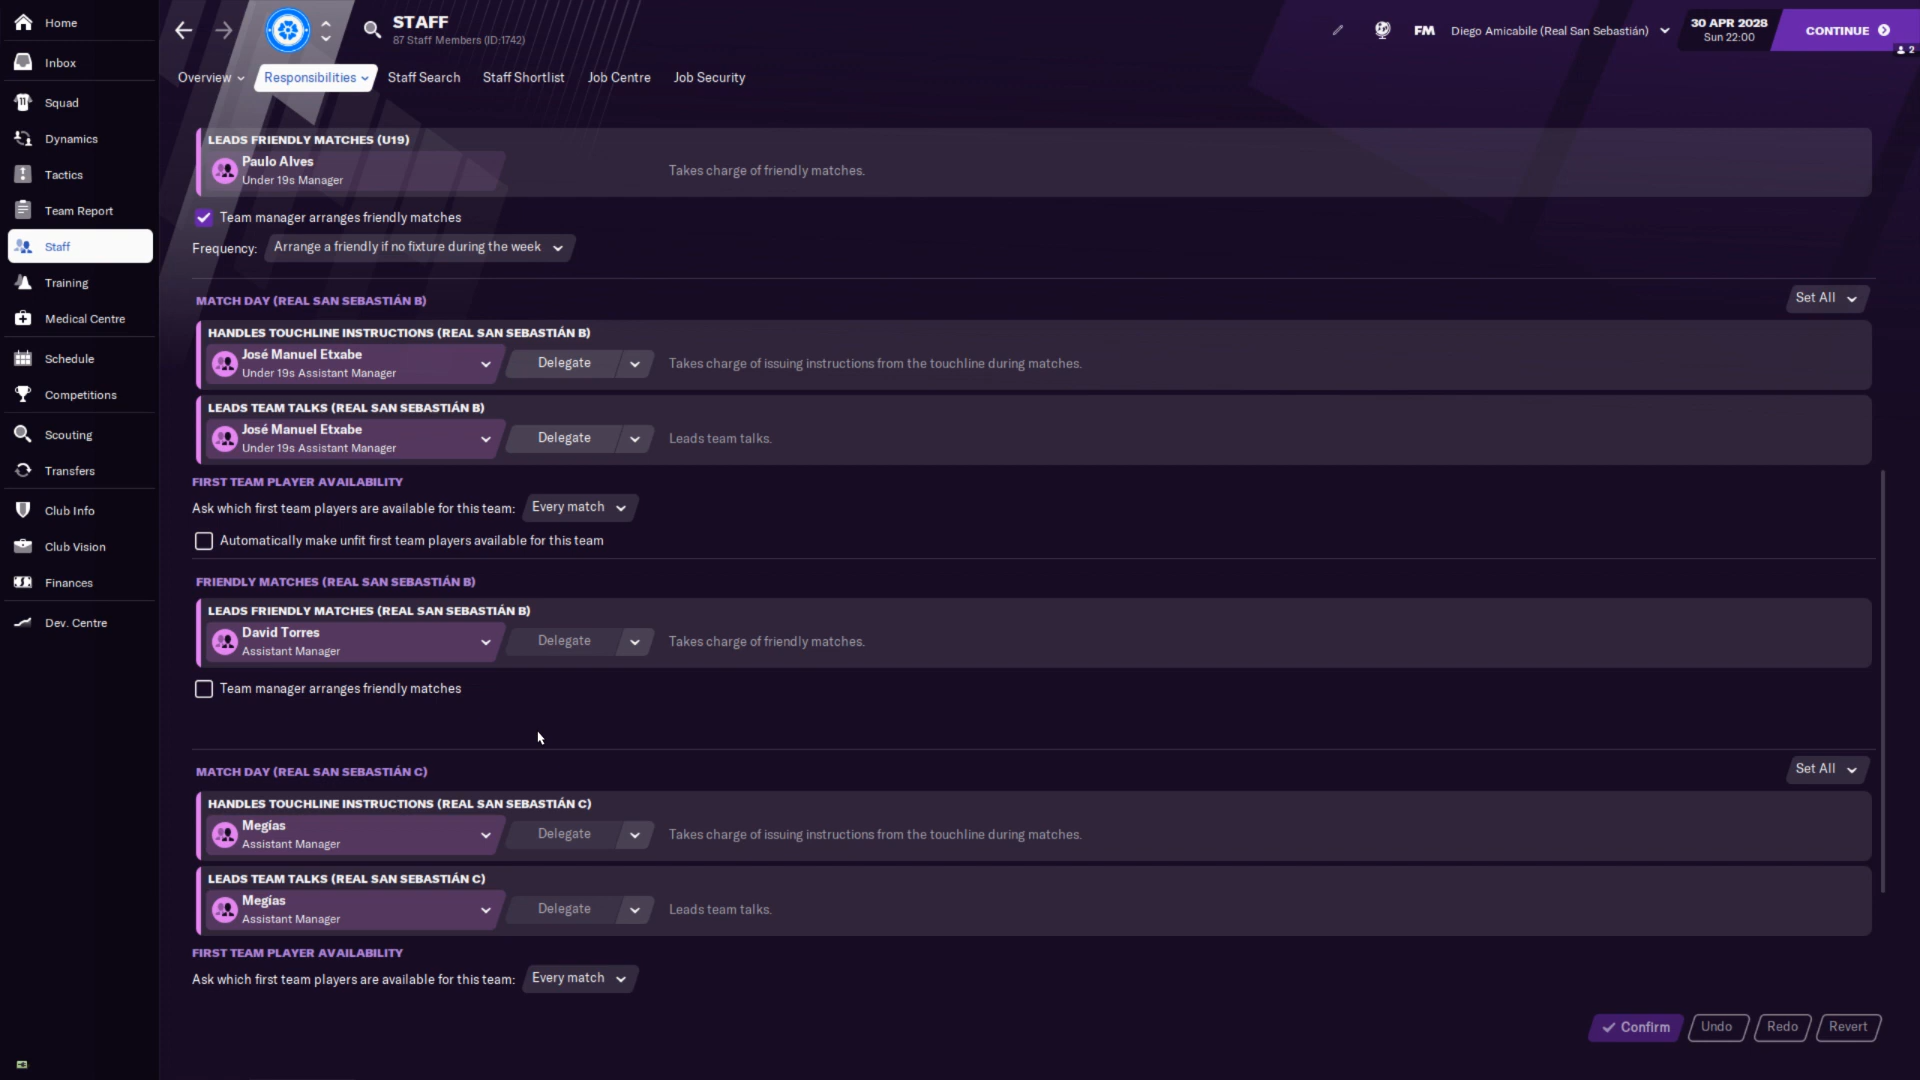 Home
Inbox
Squad
Dynamics
Tactics
Team Report
Staff
Training
Medical Centre
Schedule
Competitions
Scouting
Transfers
Club Info
Club Vision
Finances
Dev. Centre
STAFF
87 Staff Members (ID:1742)
FM
Diego Amicabile (Real San Sebastián)
30 APR 2028
Sun 22:00
CONTINUE
2
Overview
Responsibilities
Staff Search
Staff Shortlist
Job Centre
Job Security
LEADS FRIENDLY MATCHES (U19)
Paulo Alves
Under 19s Manager
Takes charge of friendly matches.
Team manager arranges friendly matches
Frequency: Arrange a friendly if no fixture during the week
MATCH DAY (REAL SAN SEBASTIÁN B)
Set All
HANDLES TOUCHLINE INSTRUCTIONS (REAL SAN SEBASTIÁN B)
José Manuel Etxabe
Under 19s Assistant Manager
Delegate
Takes charge of issuing instructions from the touchline during matches.
LEADS TEAM TALKS (REAL SAN SEBASTIÁN B)
José Manuel Etxabe
Under 19s Assistant Manager
Delegate
Leads team talks.
FIRST TEAM PLAYER AVAILABILITY
Ask which first team players are available for this team: Every match
Automatically make unfit first team players available for this team
FRIENDLY MATCHES (REAL SAN SEBASTIÁN B)
LEADS FRIENDLY MATCHES (REAL SAN SEBASTIÁN B)
David Torres
Assistant Manager
Delegate
Takes charge of friendly matches.
Team manager arranges friendly matches
MATCH DAY (REAL SAN SEBASTIÁN C)
Set All
HANDLES TOUCHLINE INSTRUCTIONS (REAL SAN SEBASTIÁN C)
Megías
Assistant Manager
Delegate
Takes charge of issuing instructions from the touchline during matches.
LEADS TEAM TALKS (REAL SAN SEBASTIÁN C)
Megías
Assistant Manager
Delegate
Leads team talks.
FIRST TEAM PLAYER AVAILABILITY
Ask which first team players are available for this team: Every match
Confirm
Undo
Redo
Revert